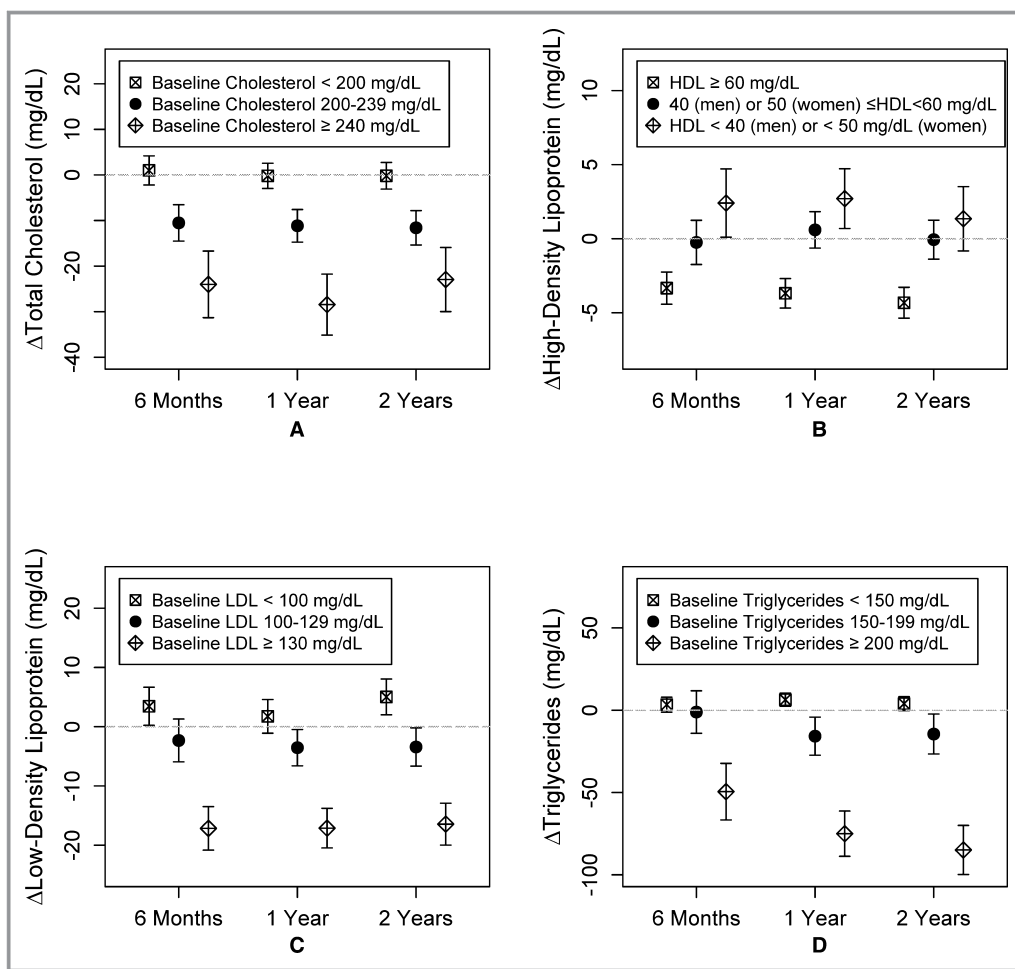 ΔTotal Cholesterol (mg/dL)
20
10
0
-20
-40
Baseline Cholesterol < 200 mg/dL
Baseline Cholesterol 200-239 mg/dL
Baseline Cholesterol ≥ 240 mg/dL
6 Months 1 Year 2 Years
A
ΔHigh-Density Lipoprotein (mg/dL)
10
5
0
-5
HDL ≥ 60 mg/dL
40 (men) or 50 (women) ≤HDL<60 mg/dL
HDL < 40 (men) or < 50 mg/dL (women)
6 Months 1 Year 2 Years
B
ΔLow-Density Lipoprotein (mg/dL)
20
10
0
-10
-20
Baseline LDL < 100 mg/dL
Baseline LDL 100-129 mg/dL
Baseline LDL ≥ 130 mg/dL
6 Months 1 Year 2 Years
C
ΔTriglycerides (mg/dL)
50
0
-50
-100
Baseline Triglycerides < 150 mg/dL
Baseline Triglycerides 150-199 mg/dL
Baseline Triglycerides ≥ 200 mg/dL
6 Months 1 Year 2 Years
D